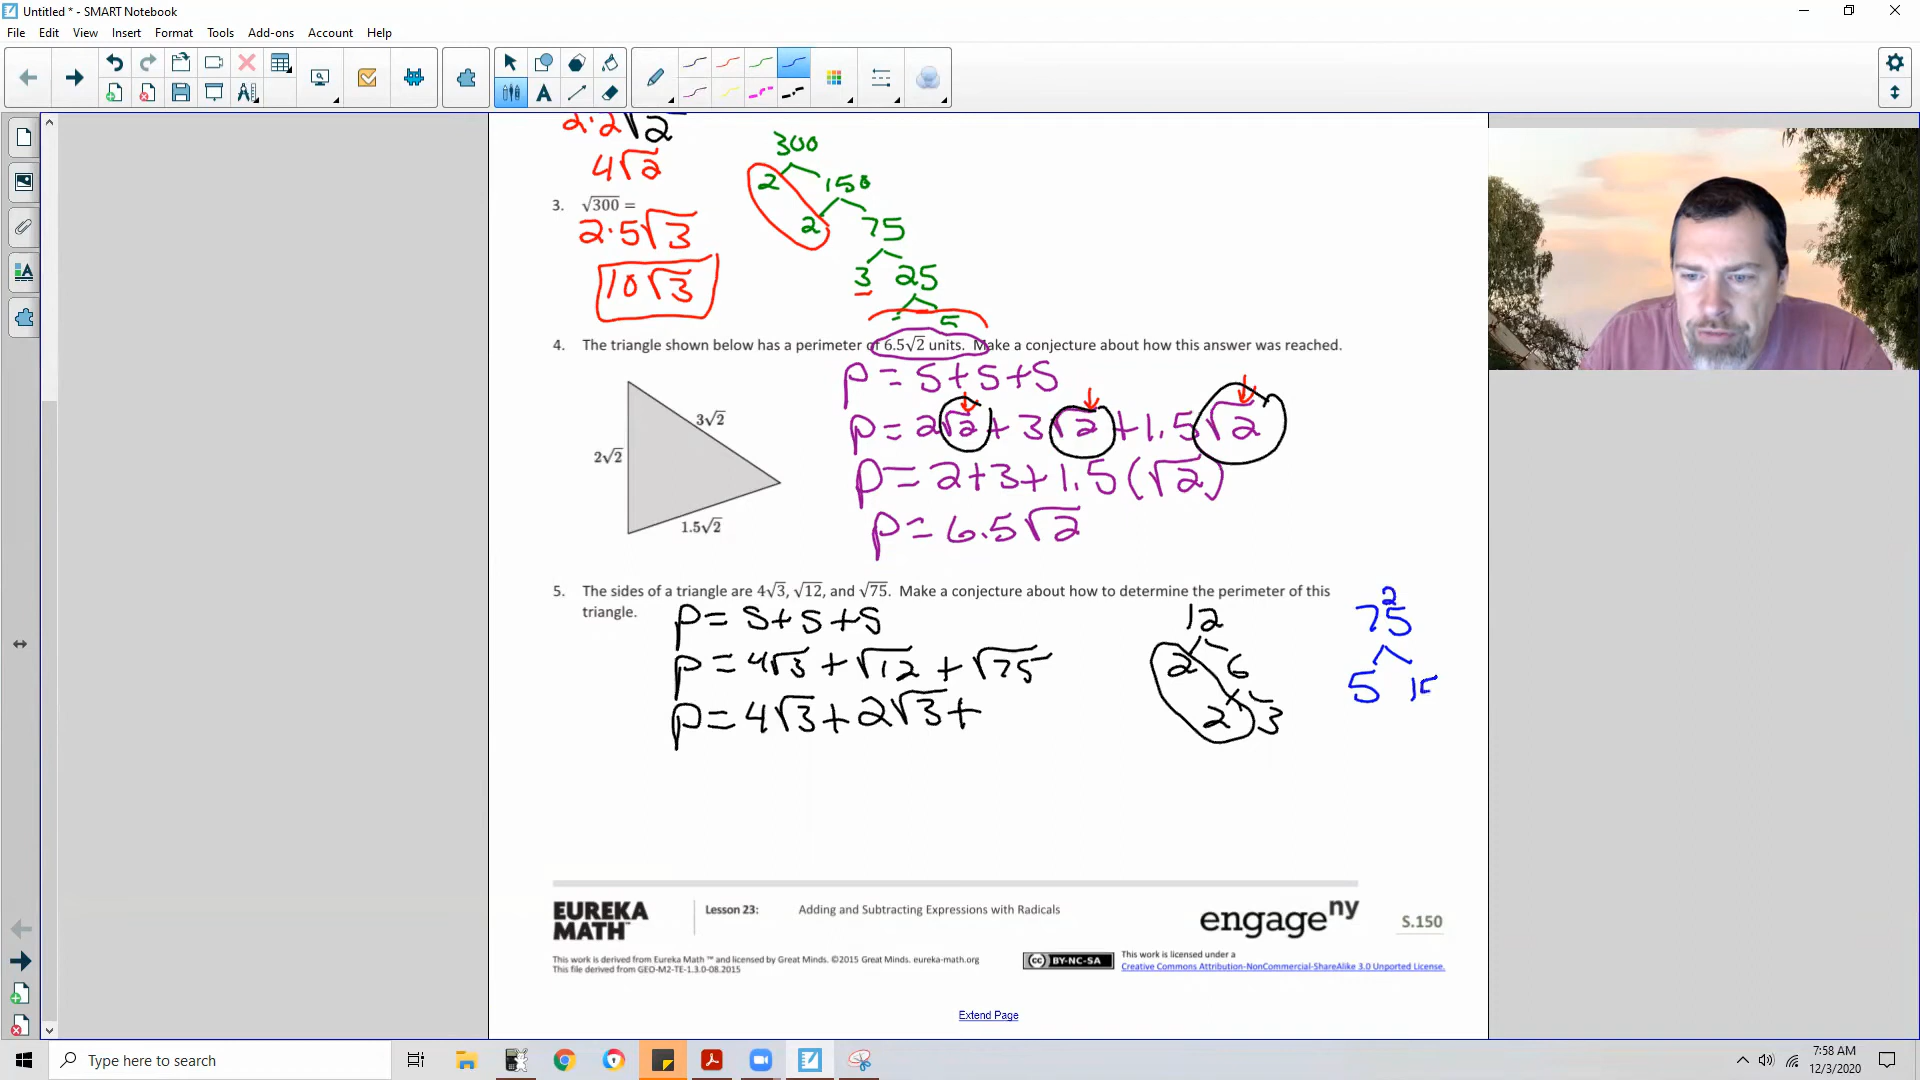 Untitled * - SMART Notebook
File Edit View Insert Format Tools Add-ons Account Help
2·2√2
4√2
300
2 150
2 75
3 25
5
3. √300 =
2·5√3
10√3
4. The triangle shown below has a perimeter of 6.5√2 units. Make a conjecture about how this answer was reached.
3√2
2√2
1.5√2
P = S+S+S
P = 2√2 + 3√2 + 1.5√2
P = 2+3+1.5(√2)
P = 6.5√2
5. The sides of a triangle are 4√3, √12, and √75. Make a conjecture about how to determine the perimeter of this
triangle.
P = S+S+S
P = 4√3 + √12 + √75
P = 4√3 + 2√3 +
12
2 6
2 3
2
75
5 15
EUREKA
MATH™
Lesson 23: Adding and Subtracting Expressions with Radicals
engageny S.150
This work is derived from Eureka Math ™ and licensed by Great Minds. ©2015 Great Minds. eureka-math.org
This file derived from GEO-M2-TE-1.3.0-08.2015
CC BY-NC-SA
This work is licensed under a
Creative Commons Attribution-NonCommercial-ShareAlike 3.0 Unported License.
Extend Page
Type here to search
7:58 AM
12/3/2020